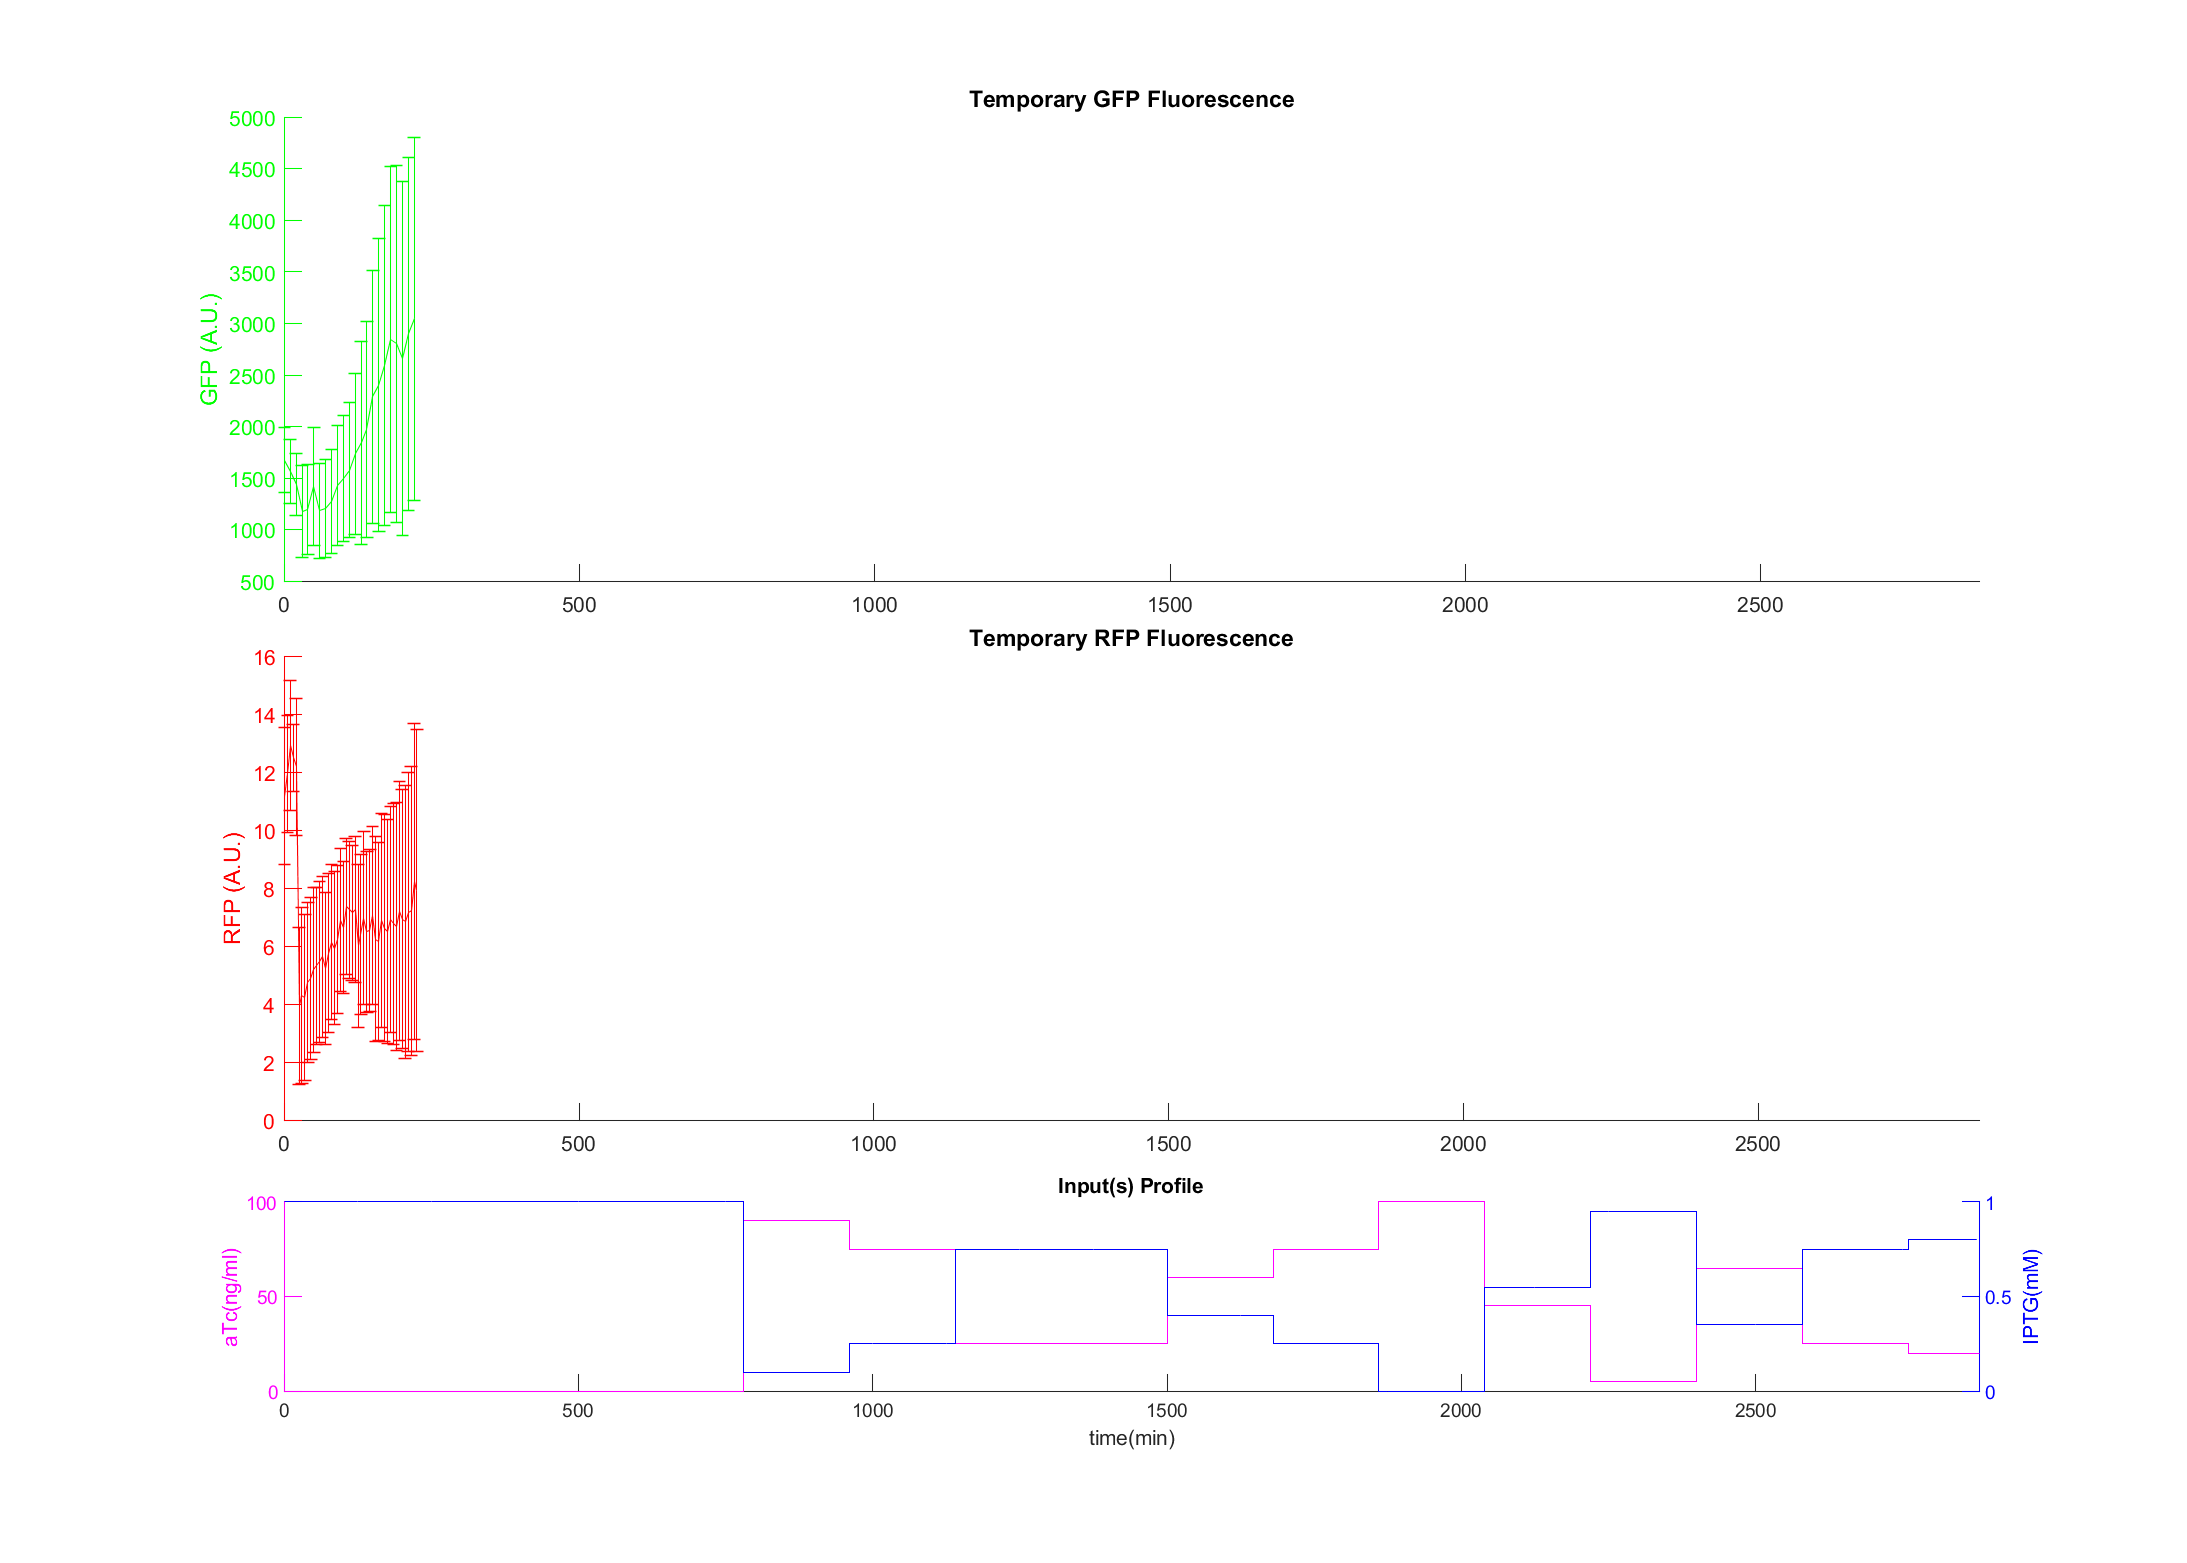 Temporary GFP Fluorescence
5000
4500
4000
3500
3000
2500
2000
1500
1000
500
GFP (A.U.)
0 500 1000 1500 2000 2500
Temporary RFP Fluorescence
16
14
12
10
8
6
4
2
0
RFP (A.U.)
0 500 1000 1500 2000 2500
Input(s) Profile
100
50
0
aTc(ng/ml)
1
0.5
0
IPTG(mM)
0 500 1000 1500 2000 2500
time(min)